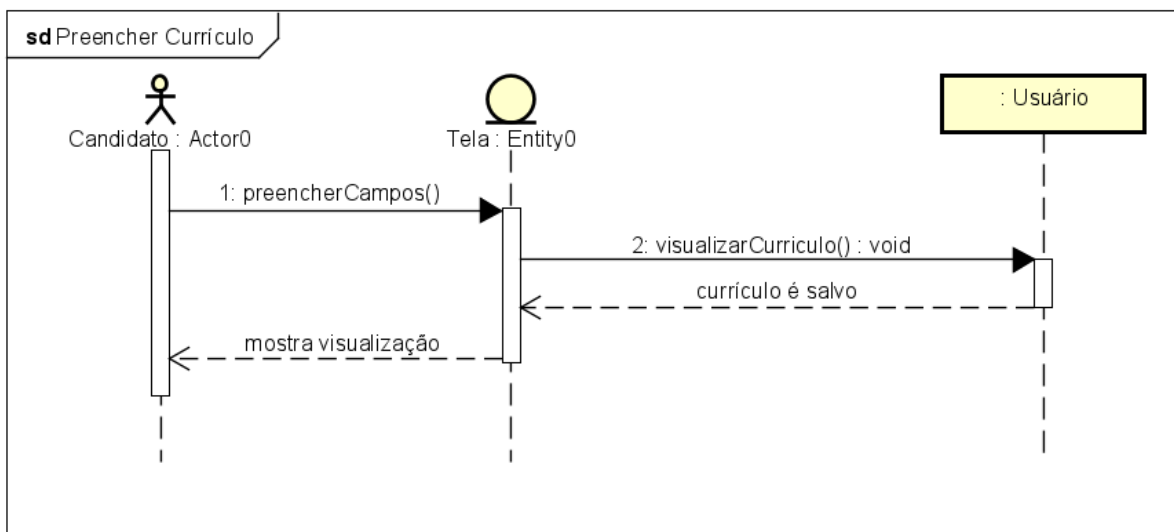 sd Preencher Currículo
Candidato : Actor0
Tela : Entity0
: Usuário
1: preencherCampos()
2: visualizarCurriculo() : void
currículo é salvo
mostra visualização